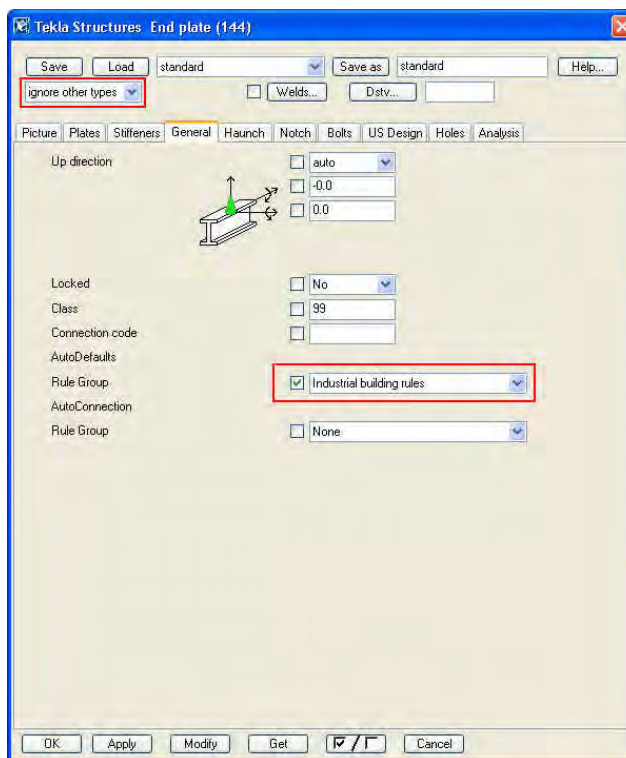 Tekla Structures End plate (144)
Save Load standard Save as standard Help...
ignore other types Welds... Dstv...
Picture Plates Stiffeners General Haunch Notch Bolts US Design Holes Analysis
Up direction auto
-0.0
0.0
Locked No
Class 99
Connection code
AutoDefaults
Rule Group Industrial building rules
AutoConnection
Rule Group None
OK Apply Modify Get / Cancel